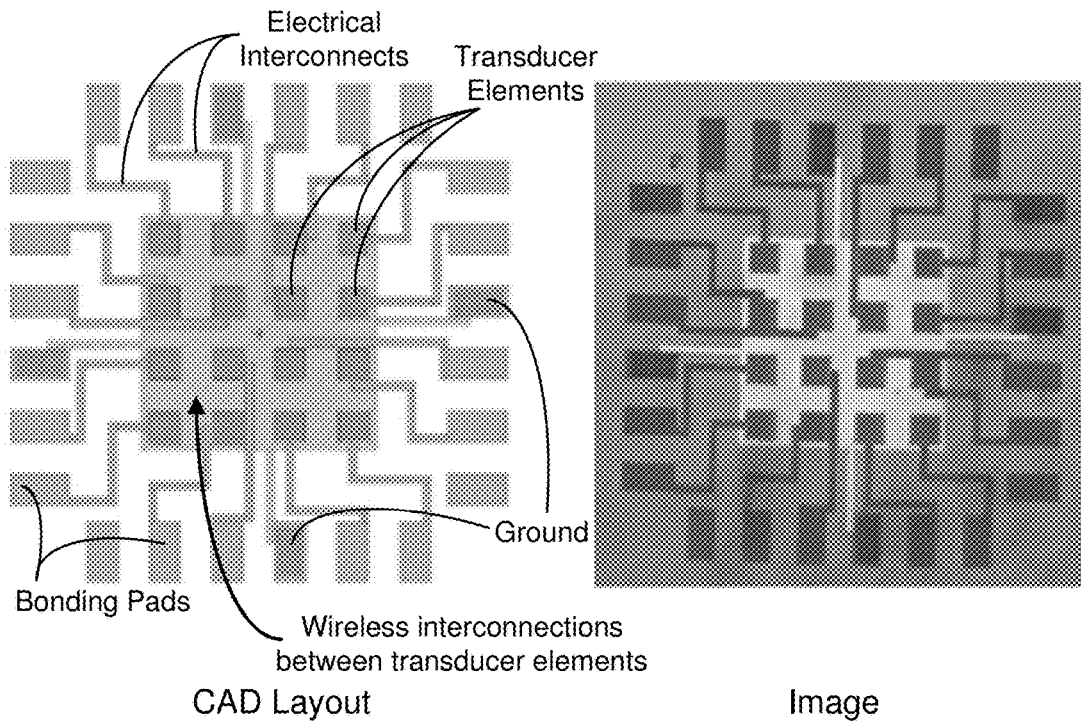 Electrical
Interconnects
Transducer
Elements
Ground
Bonding Pads
Wireless interconnections
between transducer elements
CAD Layout
Image